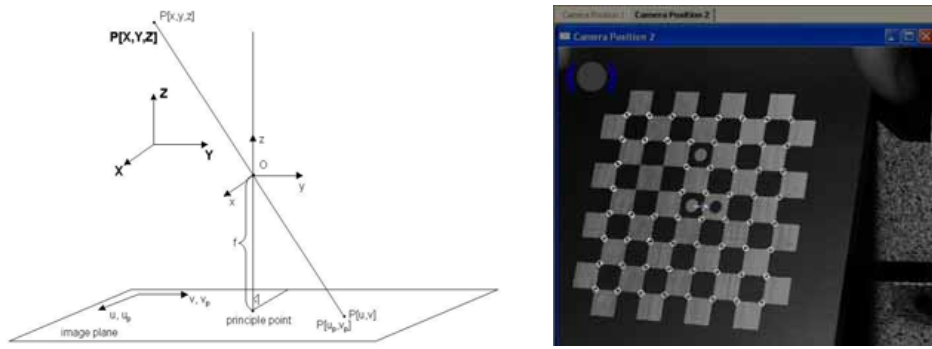 P[x,y,z]
P[X,Y,Z]
Z
Y
X
z
O
y
x
f
v, v_p
u, u_p
principle point
P[u,v]
P[u_p,v_p]
image plane
Camera Position 1
Camera Position 2
Camera Position 2